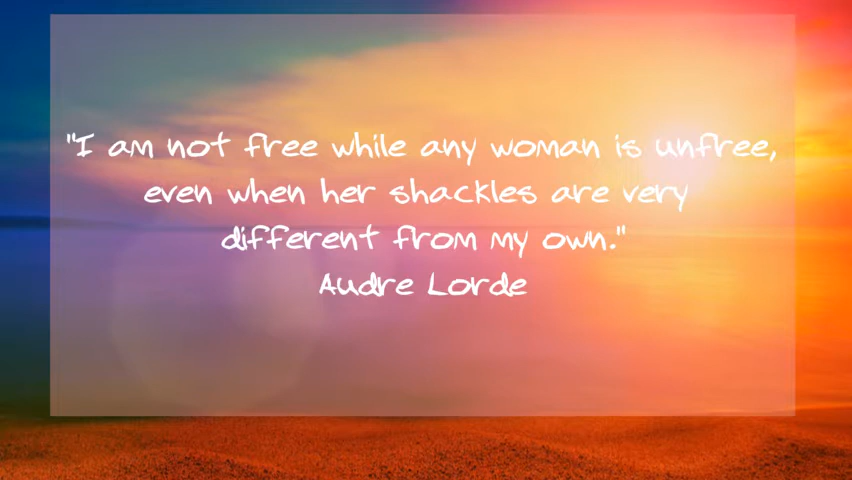 "I am not free while any woman is unfree,
even when her shackles are very
different from my own."
Audre Lorde